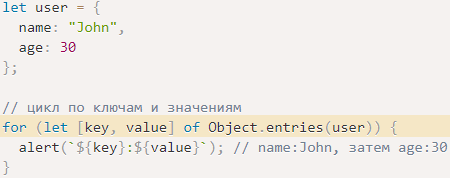 let user = {
  name: "John",
  age: 30
};

// цикл по ключам и значениям
for (let [key, value] of Object.entries(user)) {
  alert(`${key}:${value}`); // name:John, затем age:30
}